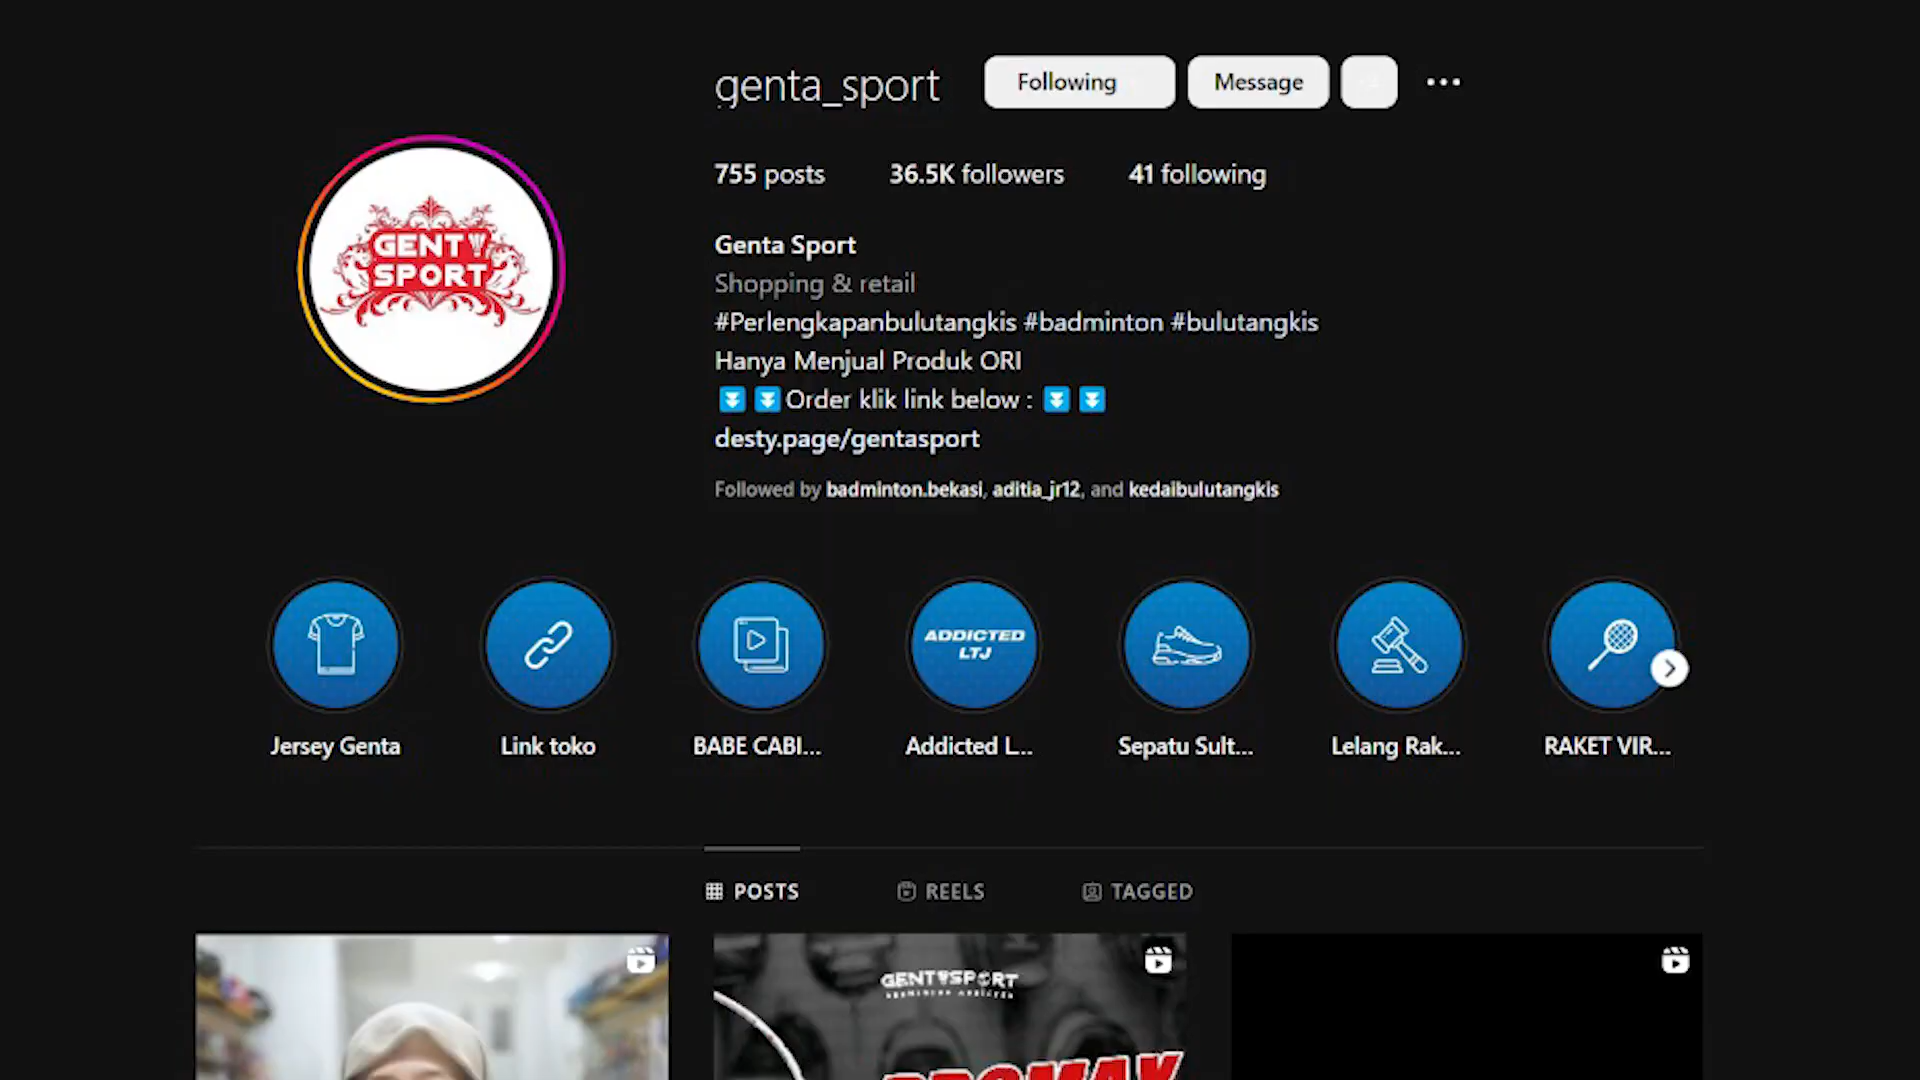 genta_sport Following Message
755 posts 36.5K followers 41 following
GENT
SPORT
Genta Sport
Shopping & retail
#Perlengkapanbulutangkis #badminton #bulutangkis
Hanya Menjual Produk ORI
Order klik link below :
desty.page/gentasport
Followed by badminton.bekasi, aditia_jr12, and kedaibulutangkis
ADDICTED
LTJ
Jersey Genta Link toko BABE CABI... Addicted L... Sepatu Sult... Lelang Rak... RAKET VIR...
POSTS REELS TAGGED
GENT SPORT